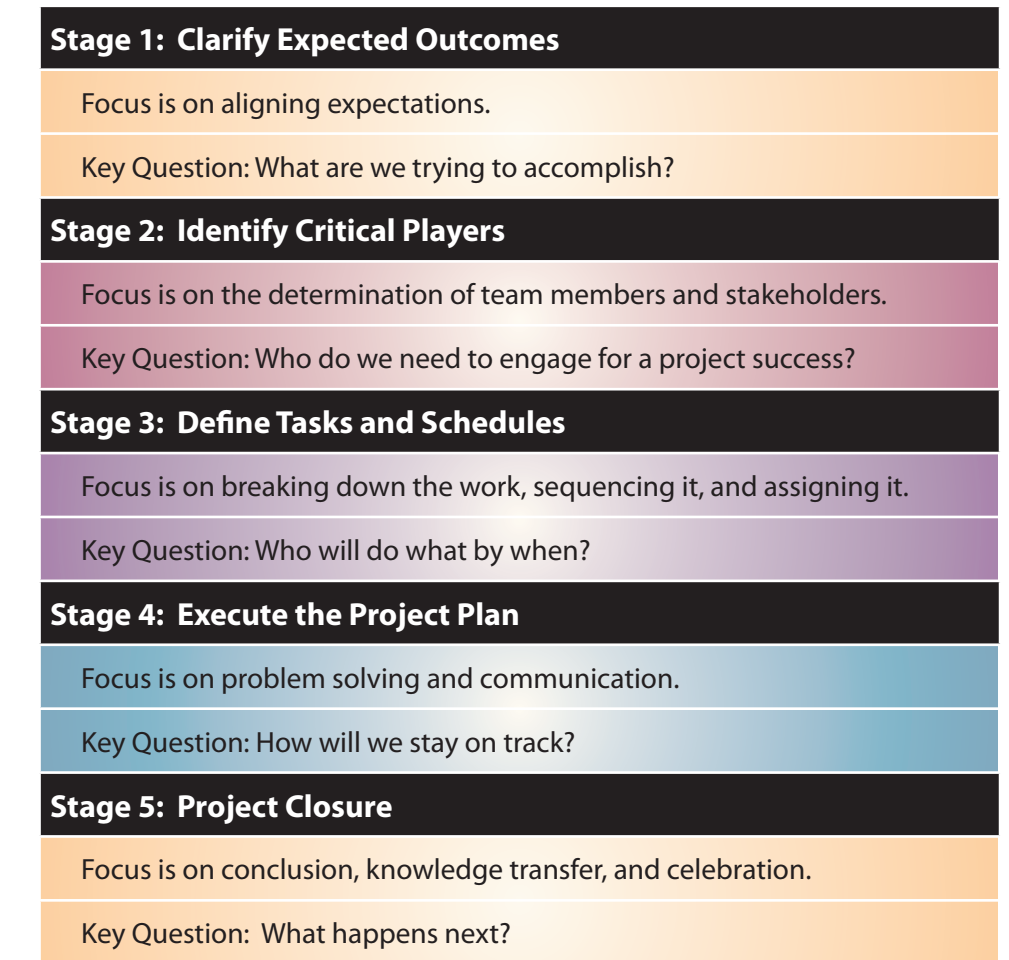 Stage 1: Clarify Expected Outcomes
Focus is on aligning expectations.
Key Question: What are we trying to accomplish?
Stage 2: Identify Critical Players
Focus is on the determination of team members and stakeholders.
Key Question: Who do we need to engage for a project success?
Stage 3: Define Tasks and Schedules
Focus is on breaking down the work, sequencing it, and assigning it.
Key Question: Who will do what by when?
Stage 4: Execute the Project Plan
Focus is on problem solving and communication.
Key Question: How will we stay on track?
Stage 5: Project Closure
Focus is on conclusion, knowledge transfer, and celebration.
Key Question: What happens next?